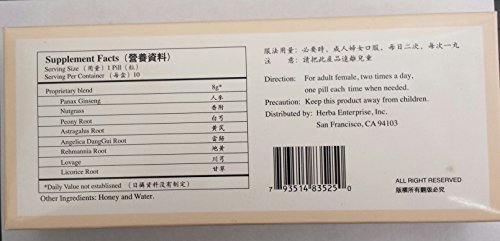 Supplement Facts (營養資料)
Serving Size (用量) 1 Pill (粒)
Serving Per Container (每盒) 10
Proprietary blend 8g*
Panax Ginseng 人參
Nutgrass 香附
Peony Root 白芍
Astragalus Root 黃芪
Angelica DangGui Root 當歸
Rehmannia Root 地黃
Lovage 川芎
Licorice Root 甘草
*Daily Value not established (日攝資料沒有制定)
Other Ingredients: Honey and Water.
服法用量: 必要時, 成人婦女口服, 每日二次, 每次一丸
注 意: 請把此產品遠離兒童
Direction: For adult female, two times a day,
one pill each time when needed.
Precaution: Keep this product away from children.
Distributed by: Herba Enterprise, Inc.
San Francisco, CA 94103
7 93514 83525 0
ALL RIGHT RESERVED
版權所有翻版必究